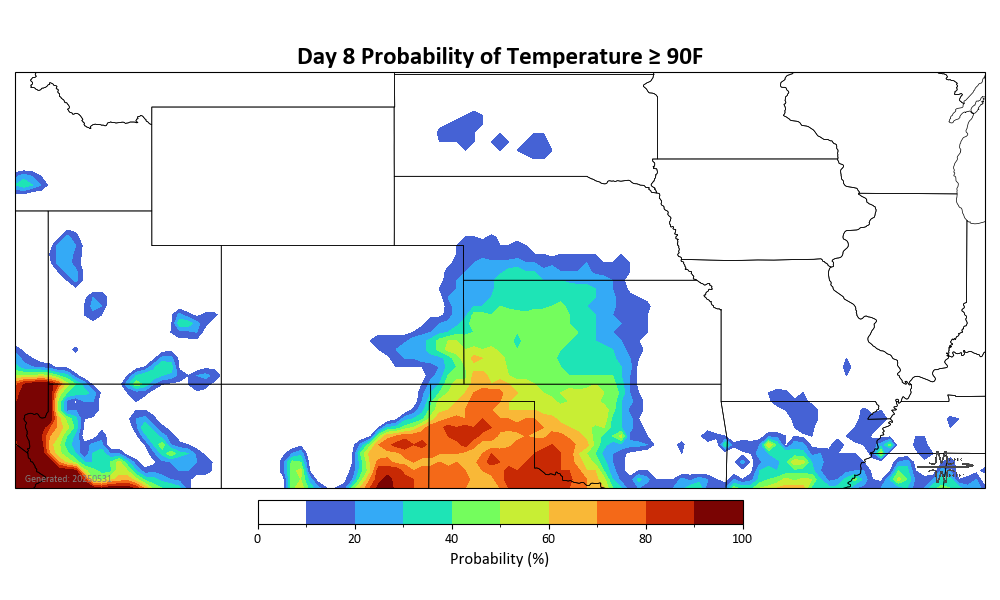 Day 8 Probability of Temperature ≥ 90F
Generated: 20250531
0 20 40 60 80 100
Probability (%)